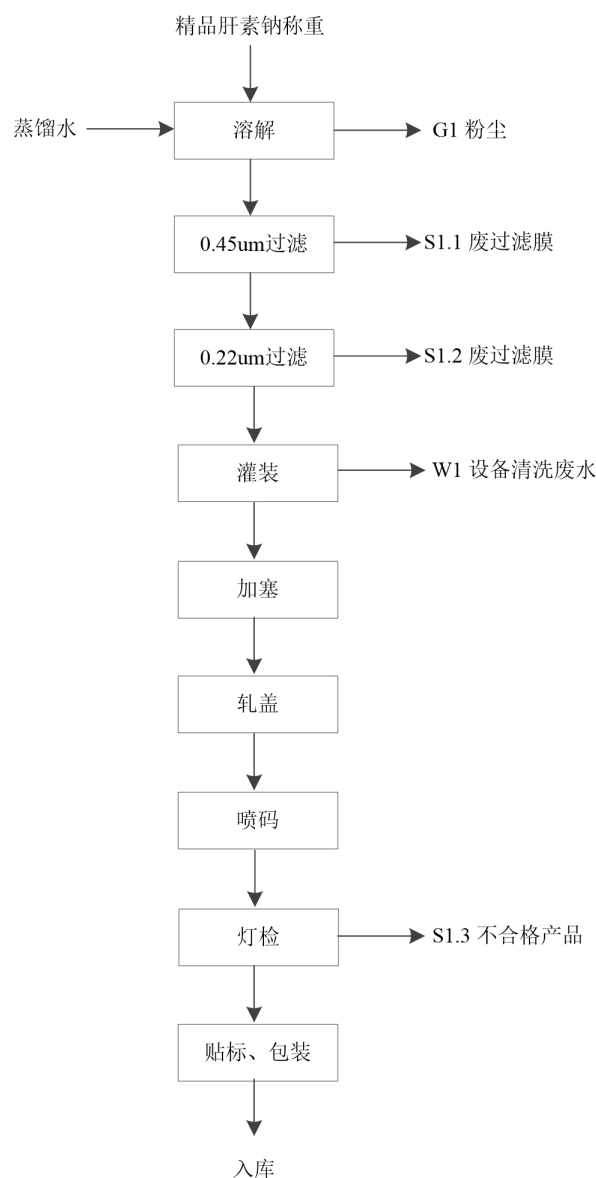 精品肝素钠称重
蒸馏水
溶解
G1 粉尘
0.45um过滤
S1.1 废过滤膜
0.22um过滤
S1.2 废过滤膜
灌装
W1 设备清洗废水
加塞
轧盖
喷码
灯检
S1.3 不合格产品
贴标、包装
入库